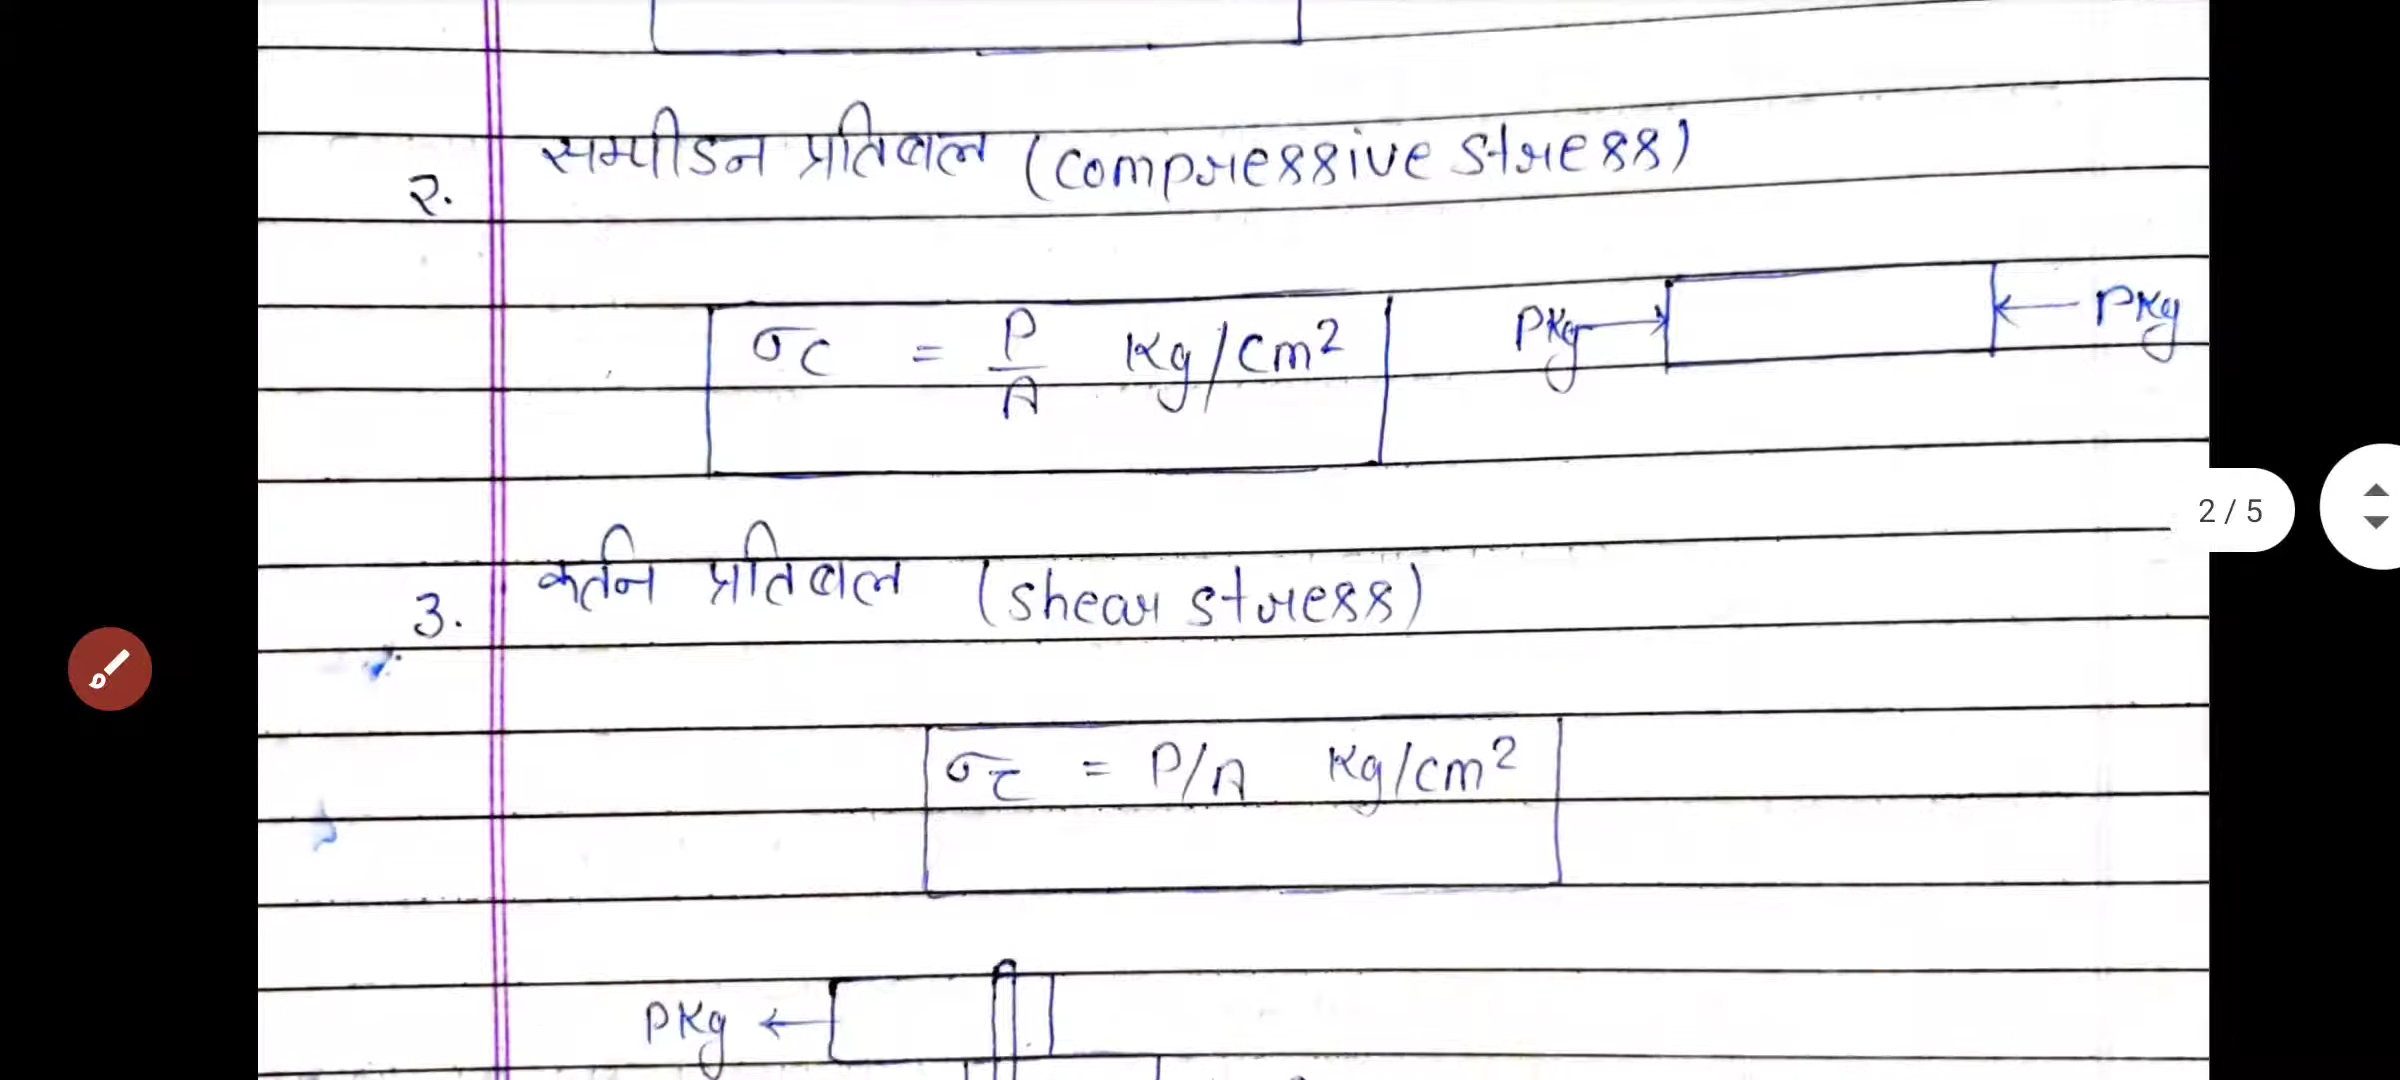 सम्पीडन प्रतिबल (compressive stress)
२.
σc = P/A Kg/cm²
PKg
PKg
2 / 5
कर्तन प्रतिबल (shear stress)
३.
στ = P/A Kg/cm²
PKg